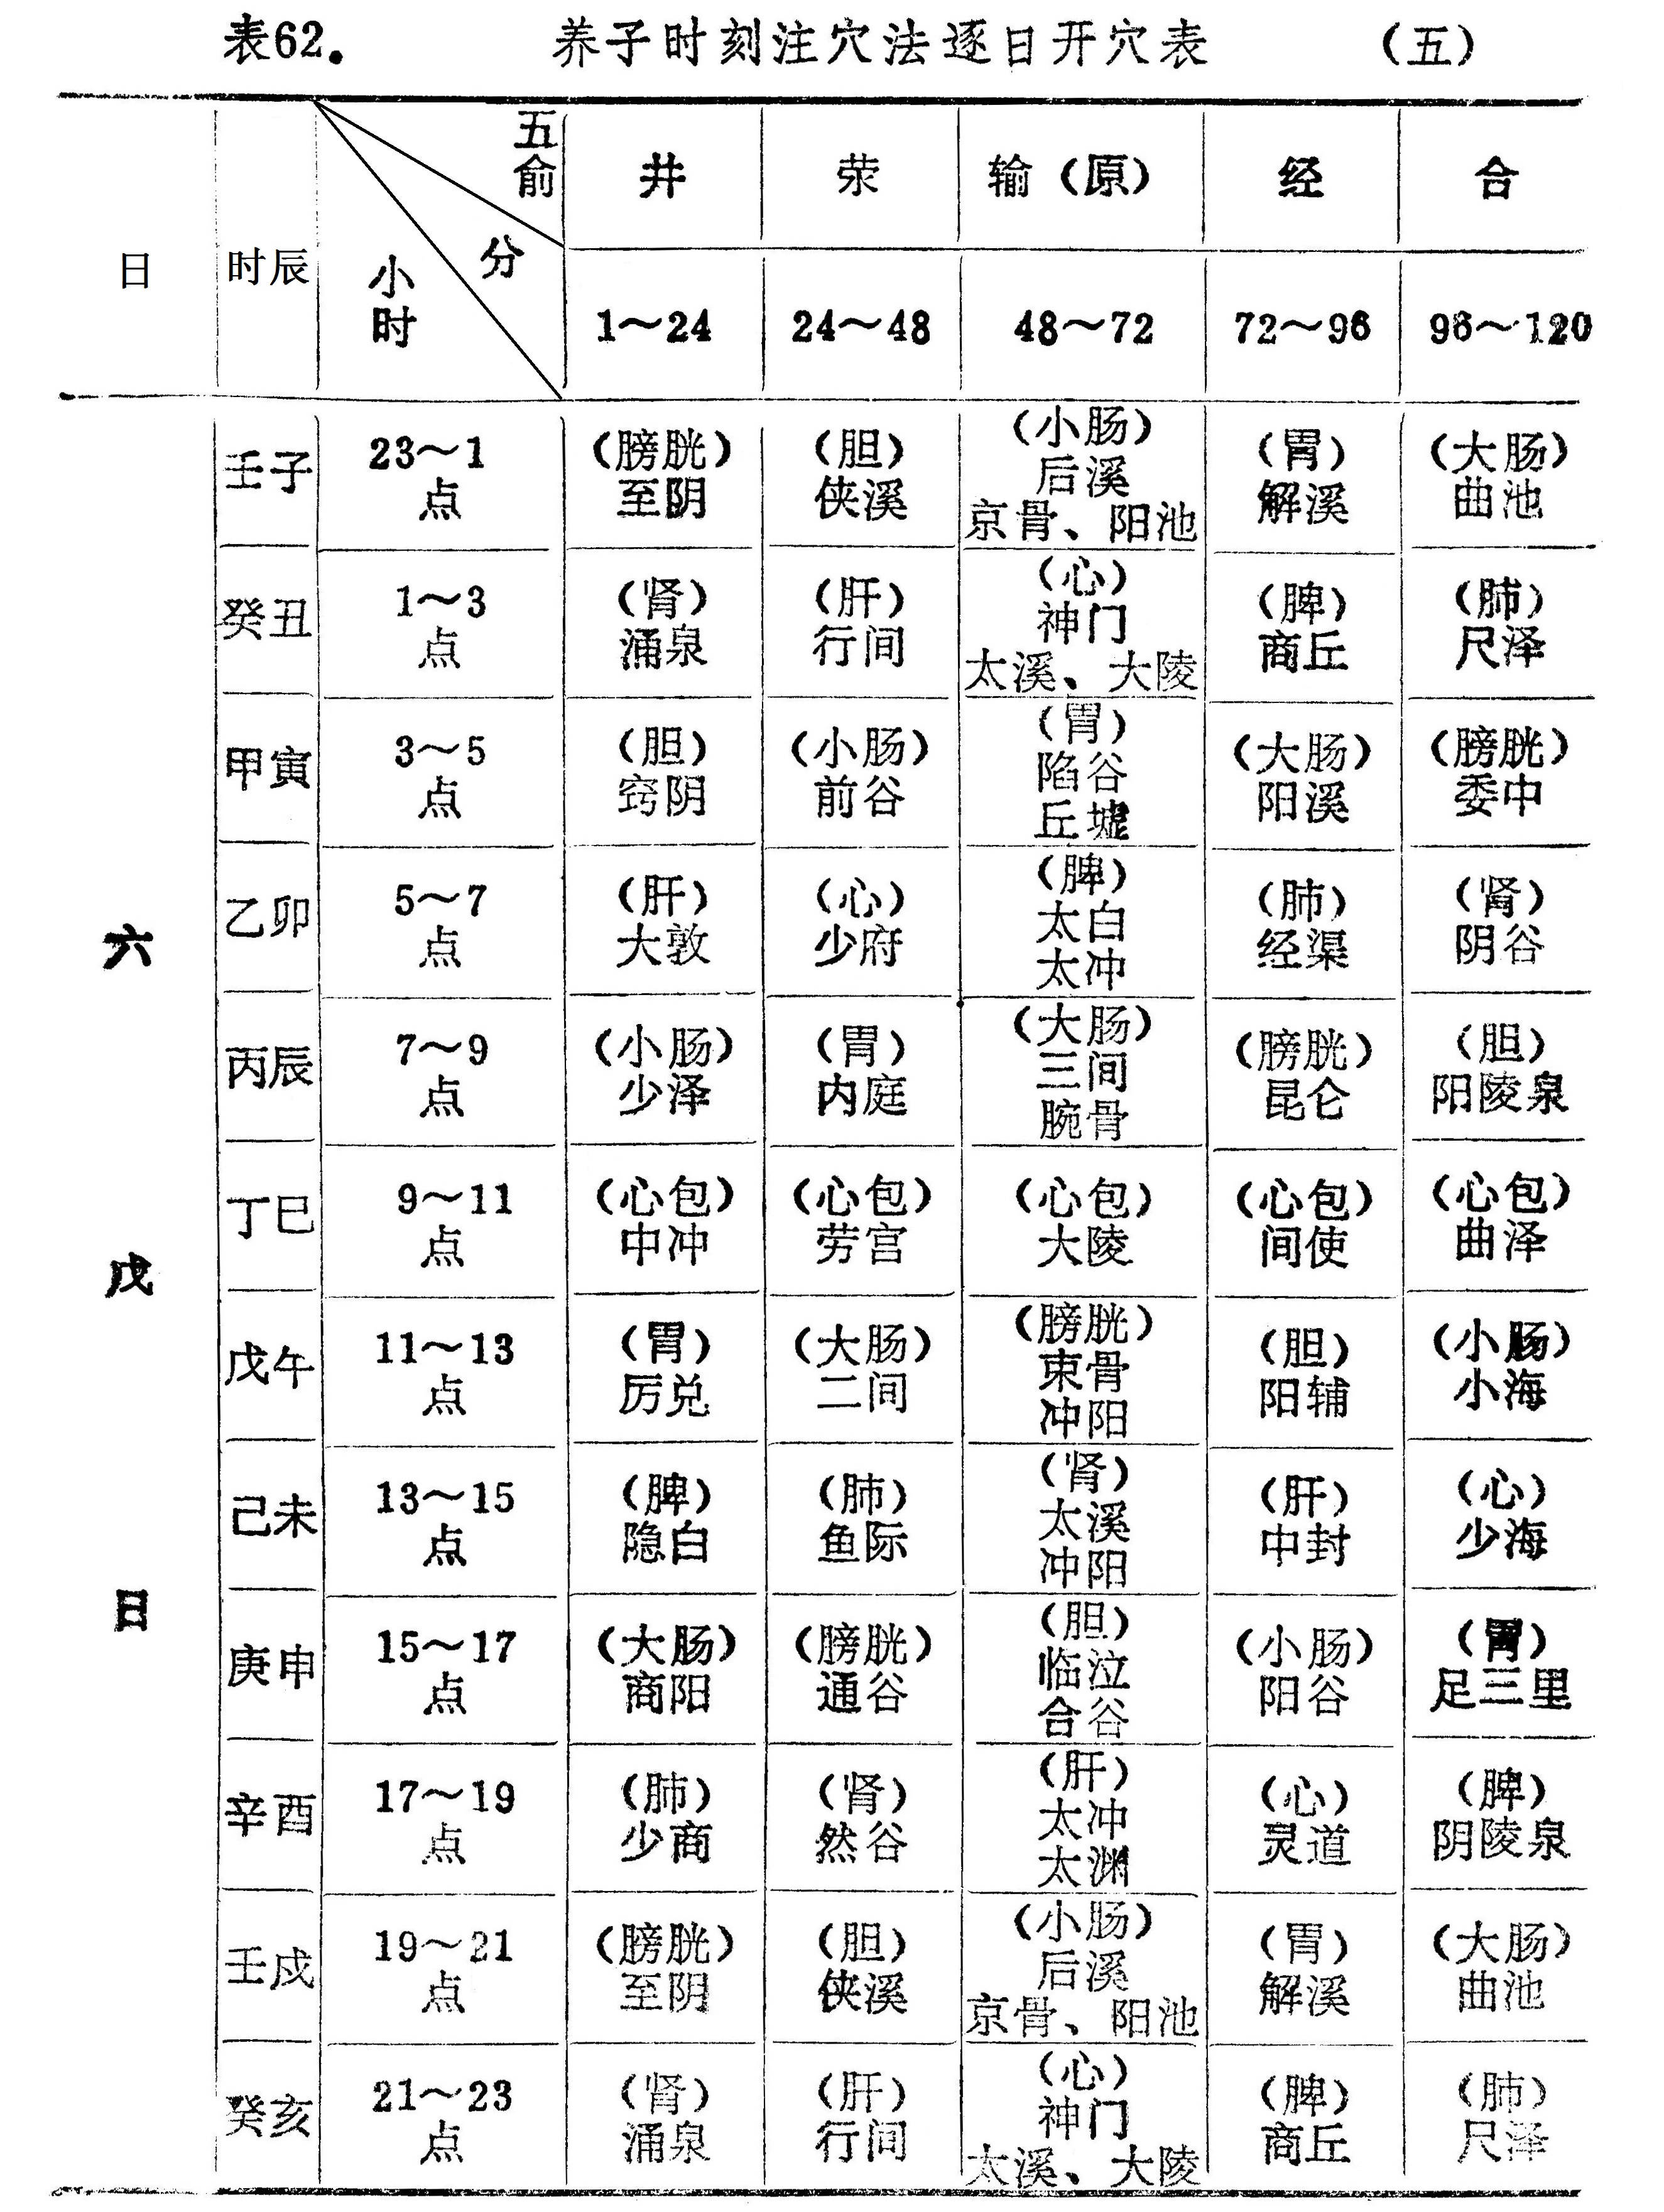 表62. 养子时刻注穴法逐日开穴表 (五)
日 时辰 小时 分 五俞 井 荥 输(原) 经 合
1～24 24～48 48～72 72～96 96～120
六戊日
壬子 23～1点 (膀胱)至阴 (胆)侠溪 (小肠)后溪 京骨、阳池 (胃)解溪 (大肠)曲池
癸丑 1～3点 (肾)涌泉 (肝)行间 (心)神门 太溪、大陵 (脾)商丘 (肺)尺泽
甲寅 3～5点 (胆)窍阴 (小肠)前谷 (胃)陷谷 丘墟 (大肠)阳溪 (膀胱)委中
乙卯 5～7点 (肝)大敦 (心)少府 (脾)太白 太冲 (肺)经渠 (肾)阴谷
丙辰 7～9点 (小肠)少泽 (胃)内庭 (大肠)三间 腕骨 (膀胱)昆仑 (胆)阳陵泉
丁巳 9～11点 (心包)中冲 (心包)劳宫 (心包)大陵 (心包)间使 (心包)曲泽
戊午 11～13点 (胃)厉兑 (大肠)二间 (膀胱)束骨 冲阳 (胆)阳辅 (小肠)小海
己未 13～15点 (脾)隐白 (肺)鱼际 (肾)太溪 冲阳 (肝)中封 (心)少海
庚申 15～17点 (大肠)商阳 (膀胱)通谷 (胆)临泣 合谷 (小肠)阳谷 (胃)足三里
辛酉 17～19点 (肺)少商 (肾)然谷 (肝)太冲 太渊 (心)灵道 (脾)阴陵泉
壬戌 19～21点 (膀胱)至阴 (胆)侠溪 (小肠)后溪 京骨、阳池 (胃)解溪 (大肠)曲池
癸亥 21～23点 (肾)涌泉 (肝)行间 (心)神门 太溪、大陵 (脾)商丘 (肺)尺泽